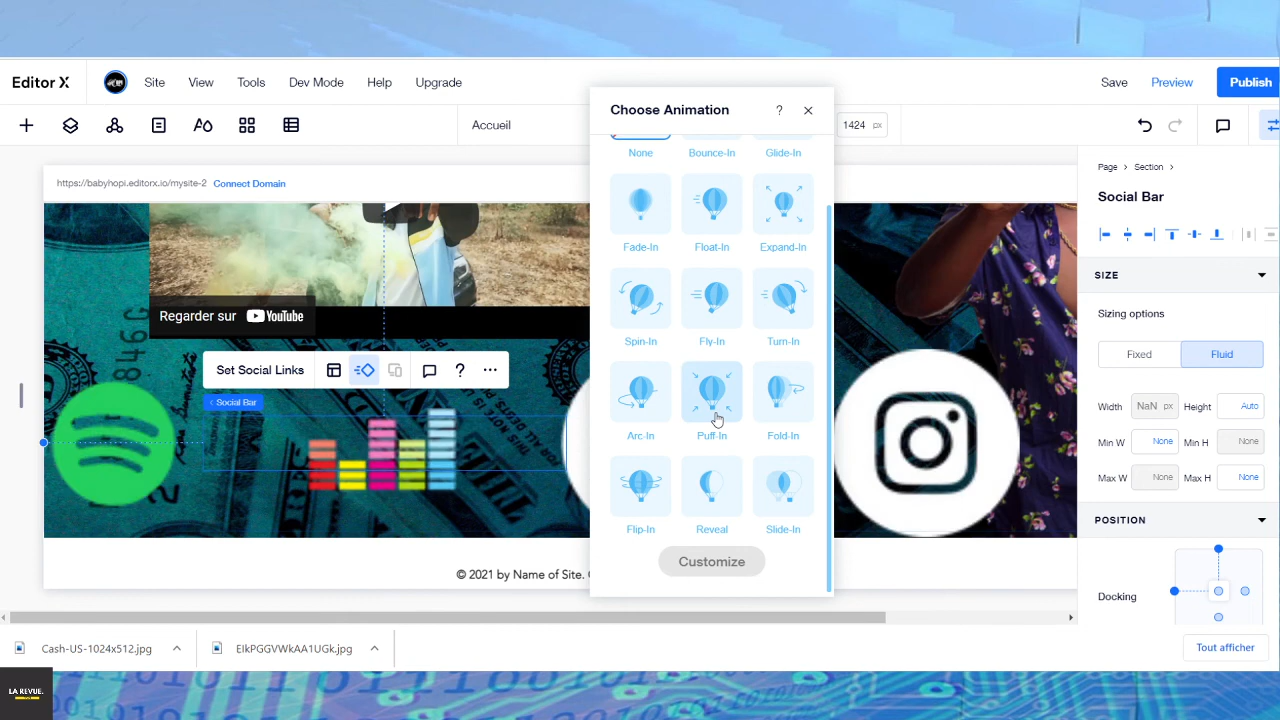 Editor X
Site
View
Tools
Dev Mode
Help
Upgrade
Save
Preview
Publish
Accueil
1424 px
https://babyhopi.editorx.io/mysite-2 Connect Domain
Choose Animation
?
None
Bounce-In
Glide-In
Fade-In
Float-In
Expand-In
Spin-In
Fly-In
Turn-In
Arc-In
Puff-In
Fold-In
Flip-In
Reveal
Slide-In
Customize
Regarder sur YouTube
Set Social Links
?
Social Bar
© 2021 by Name of Site.
Page
Section
Social Bar
SIZE
Sizing options
Fixed
Fluid
Width NaN px Height Auto
Min W None Min H None
Max W None Max H None
POSITION
Docking
Cash-US-1024x512.jpg
ElkPGGVWkAA1UGk.jpg
Tout afficher
LA REVUE.